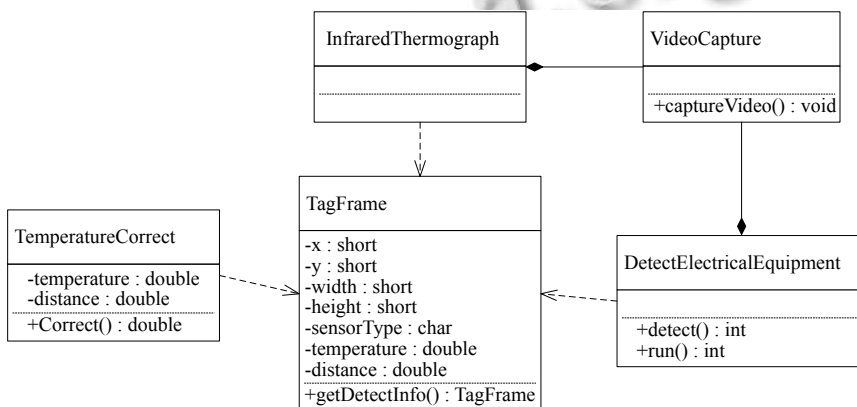 InfraredThermograph
VideoCapture
+captureVideo() : void
TagFrame
-x : short
-y : short
-width : short
-height : short
-sensorType : char
-temperature : double
-distance : double
+getDetectInfo() : TagFrame
TemperatureCorrect
-temperature : double
-distance : double
+Correct() : double
DetectElectricalEquipment
+detect() : int
+run() : int